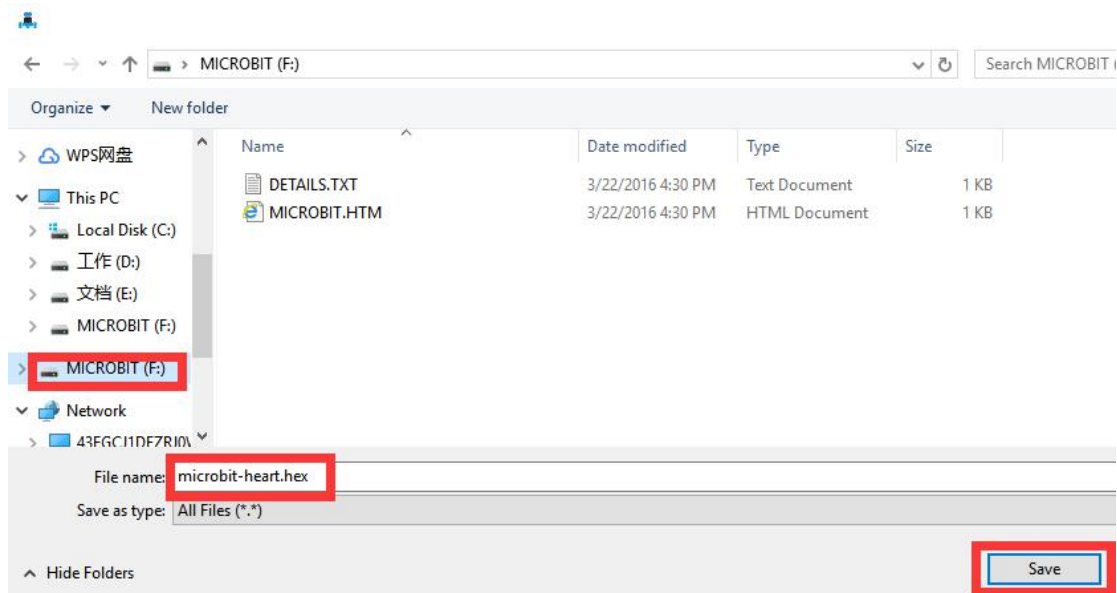 MICROBIT (F:)
Search MICROBIT (
Organize
New folder
Name Date modified Type Size
WPS网盘
This PC
Local Disk (C:)
工作 (D:)
文档 (E:)
MICROBIT (F:)
MICROBIT (F:)
Network
DETAILS.TXT 3/22/2016 4:30 PM Text Document 1 KB
MICROBIT.HTM 3/22/2016 4:30 PM HTML Document 1 KB
File name: microbit-heart.hex
Save as type: All Files (*.*)
Hide Folders
Save